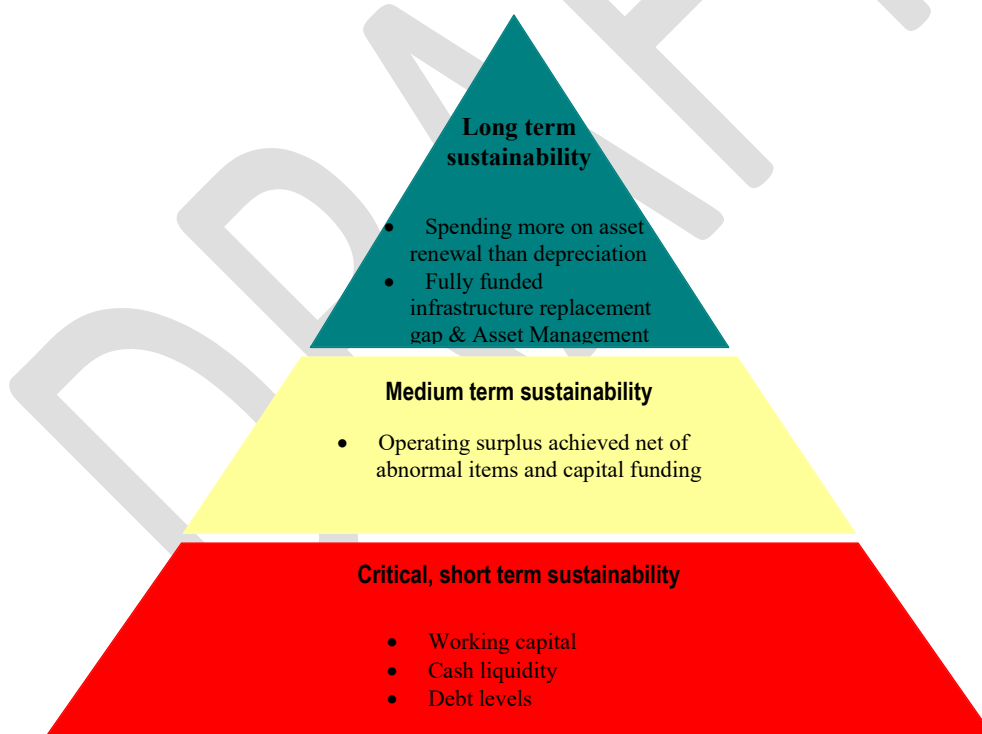 Long term
sustainability
• Spending more on asset
renewal than depreciation
• Fully funded
infrastructure replacement
gap & Asset Management
Medium term sustainability
• Operating surplus achieved net of
abnormal items and capital funding
Critical, short term sustainability
• Working capital
• Cash liquidity
• Debt levels